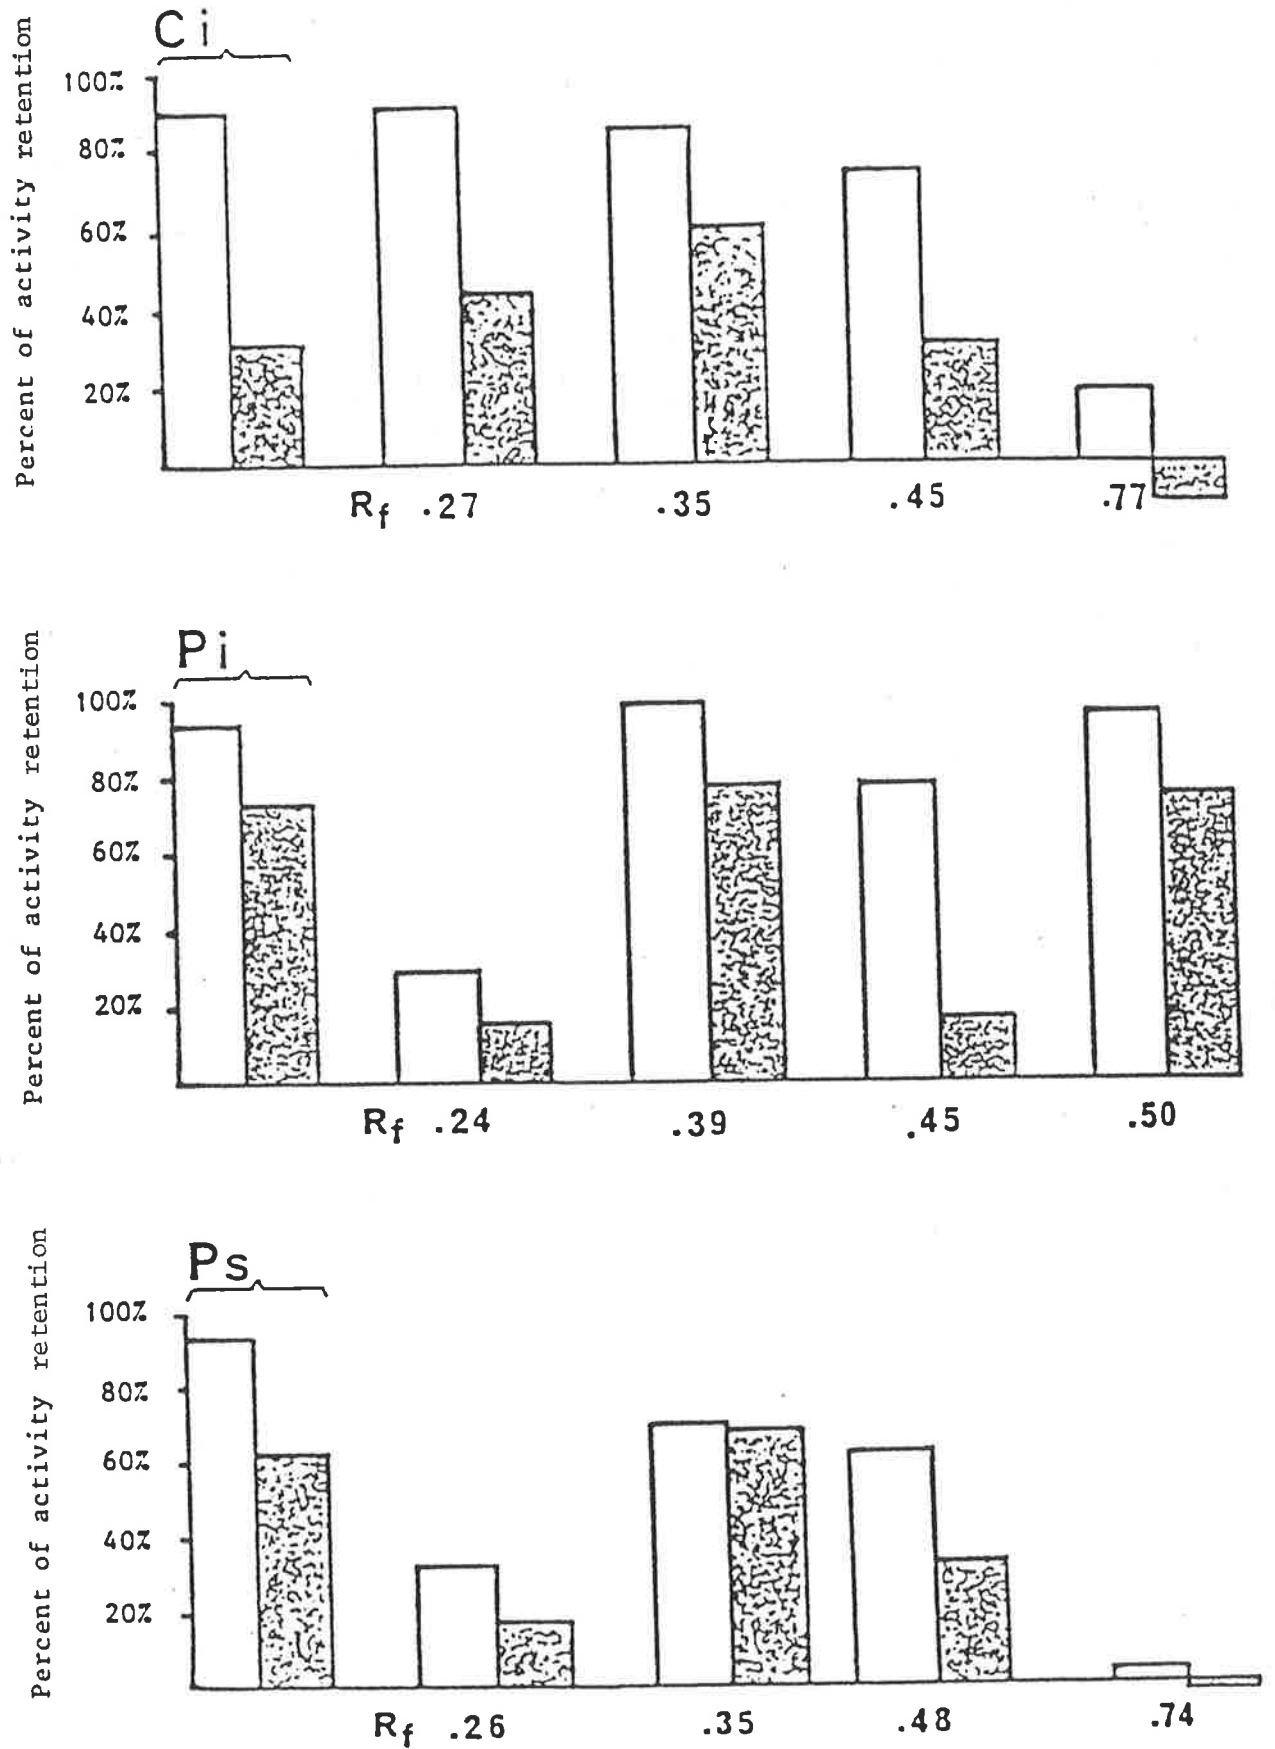 Ci
Percent of activity retention
100%
80%
60%
40%
20%
Rf .27 .35 .45 .77
Pi
Percent of activity retention
100%
80%
60%
40%
20%
Rf .24 .39 .45 .50
Ps
Percent of activity retention
100%
80%
60%
40%
20%
Rf .26 .35 .48 .74